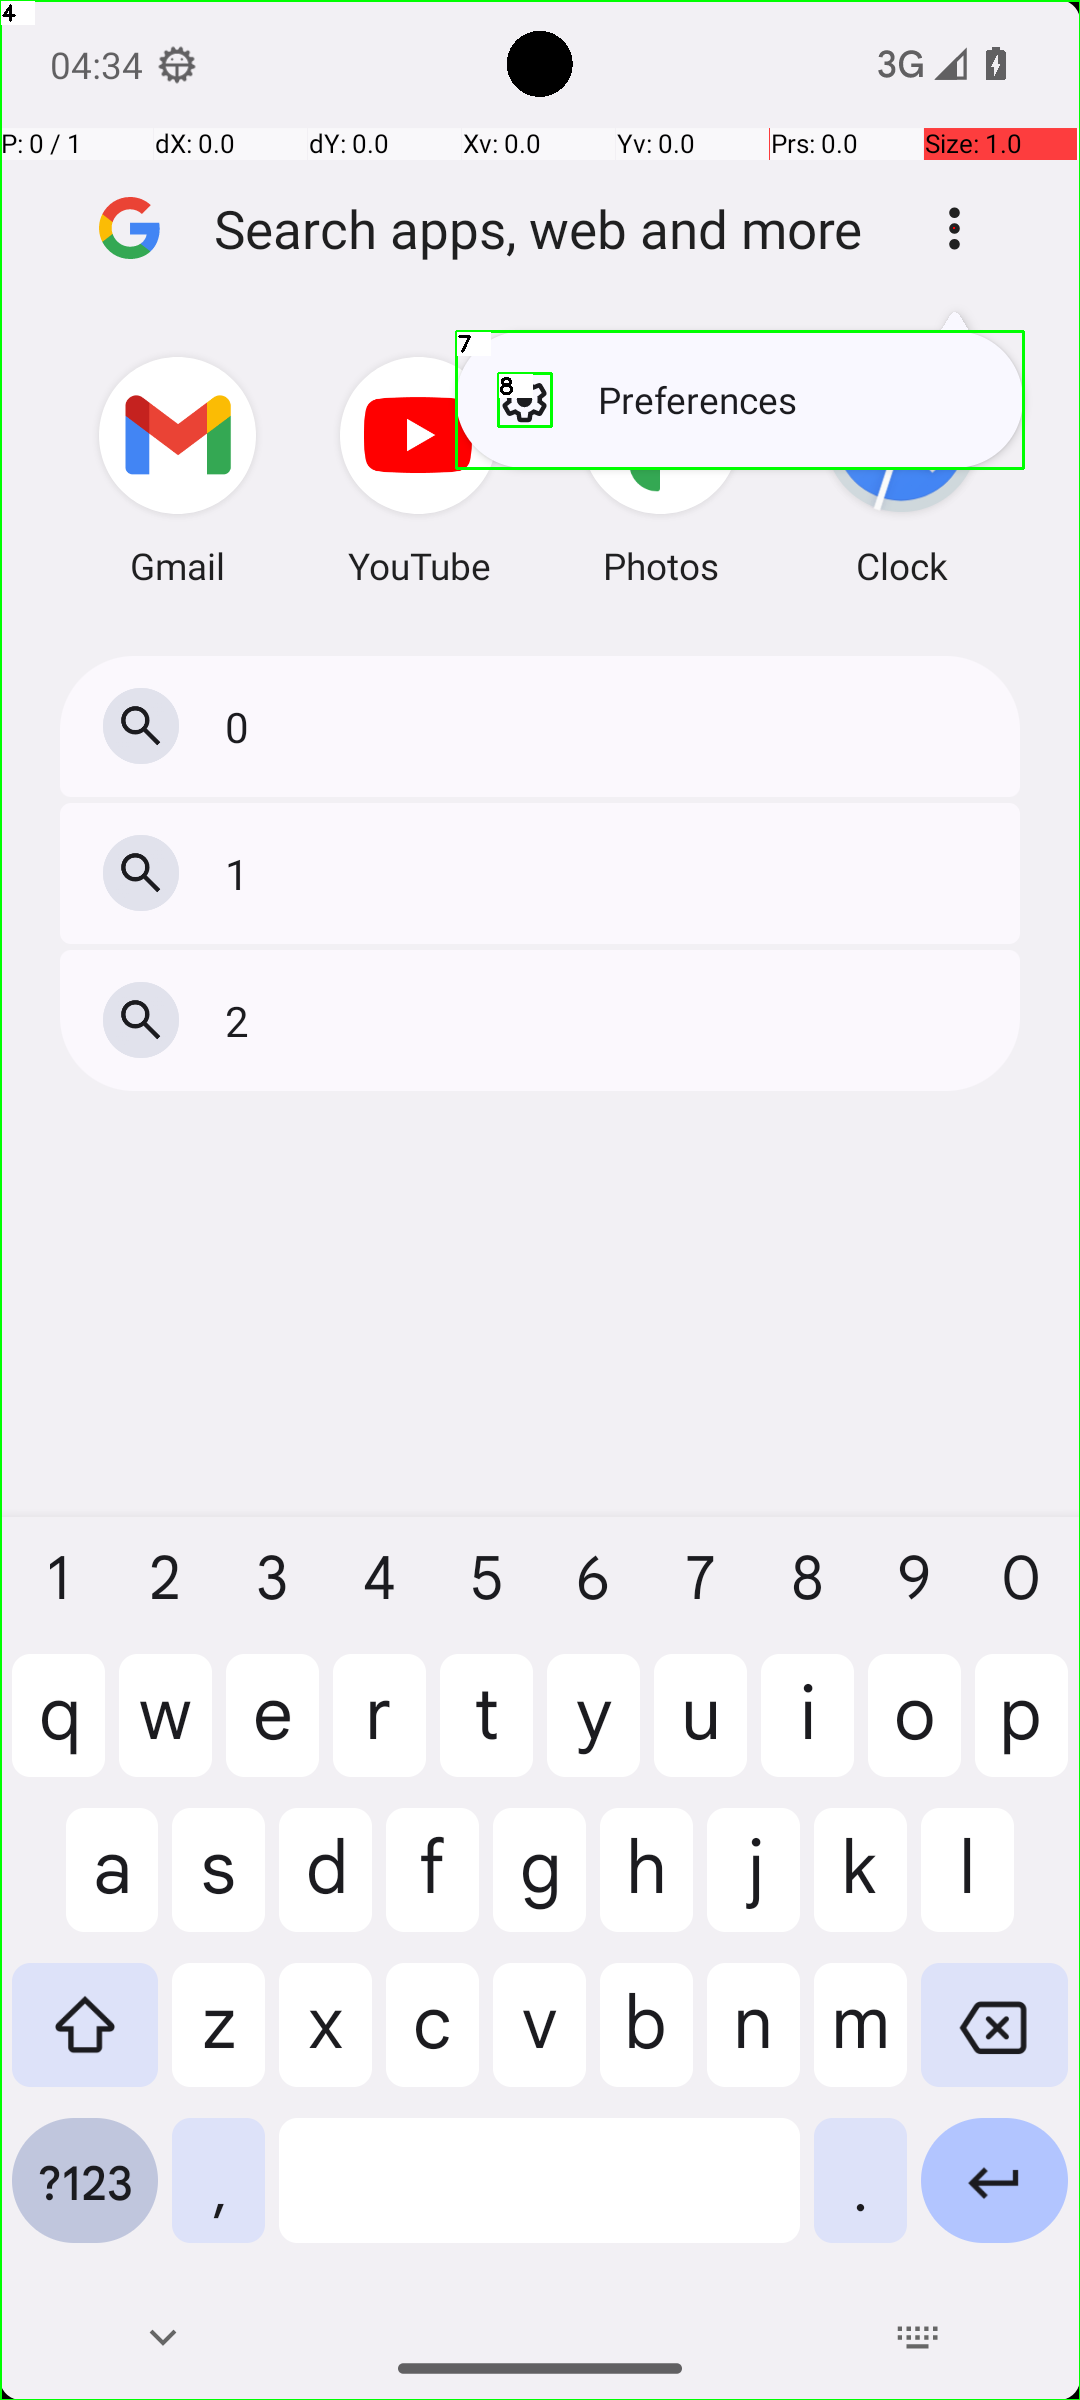 4
04:34
3G
P: 0 / 1 dX: 0.0 dY: 0.0 Xv: 0.0 Yv: 0.0 Prs: 0.0 Size: 1.0
Search apps, web and more
7
8
Preferences
Gmail YouTube Photos Clock
0
1
2
1 2 3 4 5 6 7 8 9 0
q w e r t y u i o p
a s d f g h j k l
z x c v b n m
?123 , .